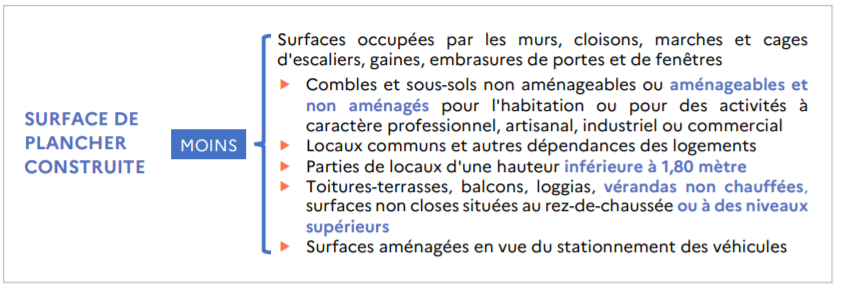 SURFACE DE
PLANCHER
CONSTRUITE
MOINS
Surfaces occupées par les murs, cloisons, marches et cages
d'escaliers, gaines, embrasures de portes et de fenêtres
Combles et sous-sols non aménageables ou aménageables et
non aménagés pour l'habitation ou pour des activités à
caractère professionnel, artisanal, industriel ou commercial
Locaux communs et autres dépendances des logements
Parties de locaux d'une hauteur inférieure à 1,80 mètre
Toitures-terrasses, balcons, loggias, vérandas non chauffées,
surfaces non closes situées au rez-de-chaussée ou à des niveaux
supérieurs
Surfaces aménagées en vue du stationnement des véhicules